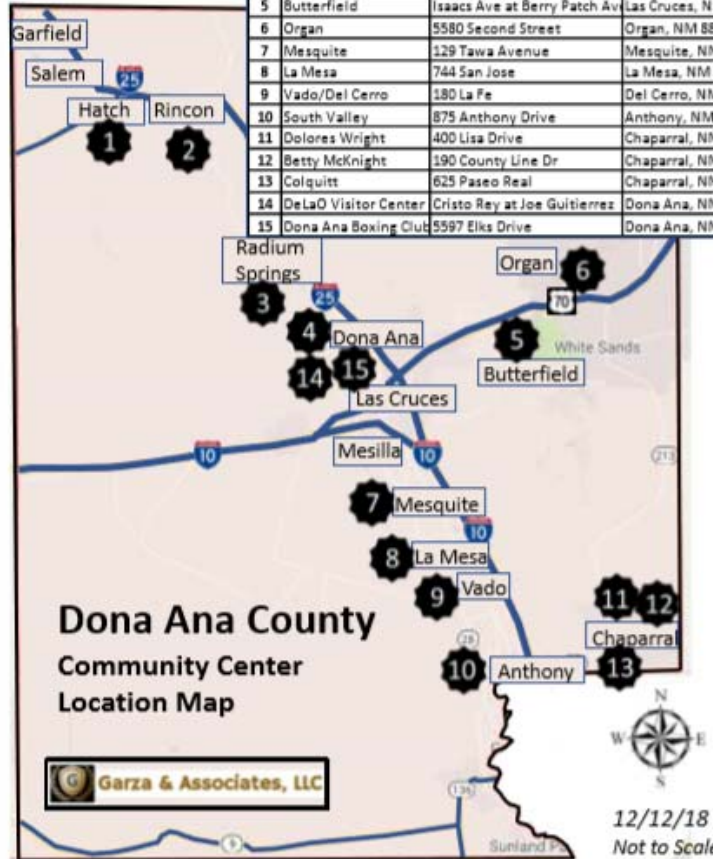 5 Butterfield Isaacs Ave at Berry Patch Ave Las Cruces, N
6 Organ 5580 Second Street Organ, NM 88
7 Mesquite 129 Tawa Avenue Mesquite, NM
8 La Mesa 744 San Jose La Mesa, NM
9 Vado/Del Cerro 180 La Fe Del Cerro, NM
10 South Valley 875 Anthony Drive Anthony, NM
11 Dolores Wright 400 Lisa Drive Chaparral, NM
12 Betty McKnight 190 County Line Dr Chaparral, NM
13 Colquitt 625 Paseo Real Chaparral, NM
14 DeLaO Visitor Center Cristo Rey at Joe Guitierrez Dona Ana, NM
15 Dona Ana Boxing Club 5597 Elks Drive Dona Ana, NM
Garfield
Salem
25
Hatch
Rincon
1
2
Radium
Springs
3
25
Organ
6
70
4
Dona Ana
5
White Sands
14
15
Butterfield
Las Cruces
Mesilla
10
10
213
7
Mesquite
10
8
La Mesa
9
Vado
11
12
Chaparral
13
28
10
Anthony
Dona Ana County
Community Center
Location Map
G
Garza & Associates, LLC
N
W
E
S
136
9
Sunland
12/12/18
Not to Scale